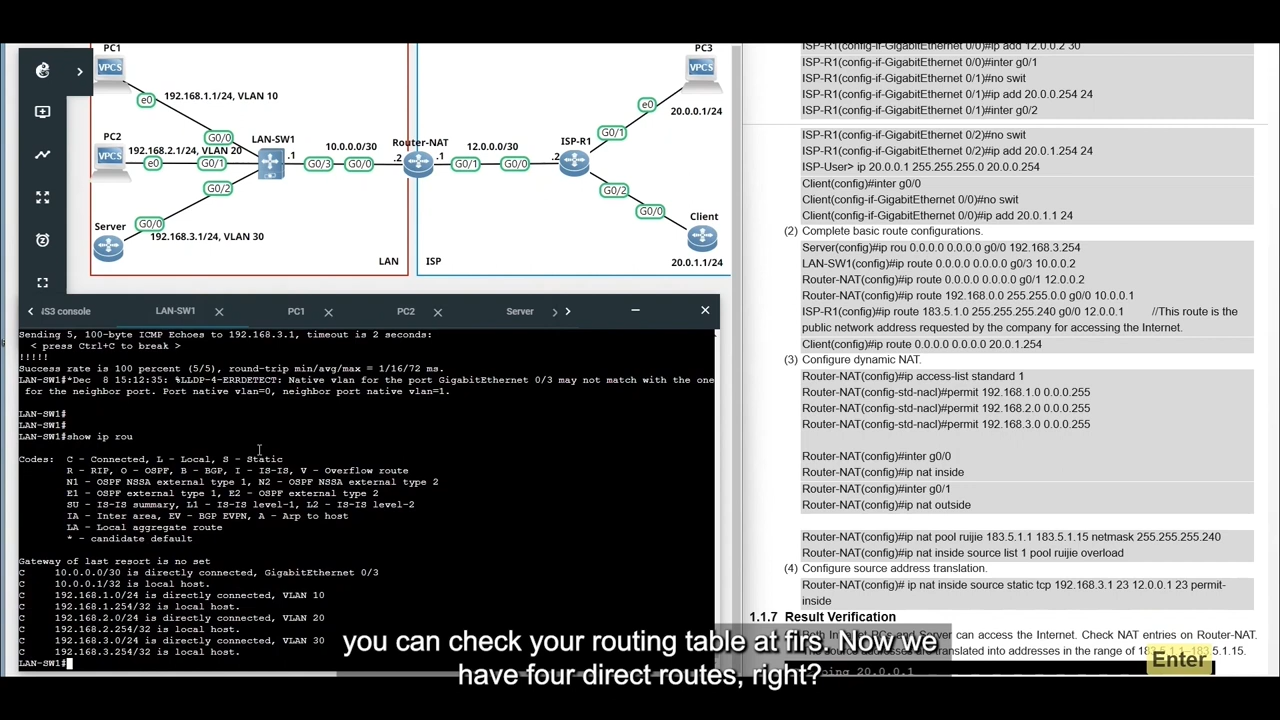 PC1
VPCS
e0
192.168.1.1/24, VLAN 10
G0/0
PC2
VPCS
192.168.2.1/24, VLAN 20
e0
G0/1
LAN-SW1
.1
G0/3
10.0.0.0/30
G0/0
.2
Router-NAT
.1
G0/1
12.0.0.0/30
G0/0
.2
ISP-R1
G0/1
e0
PC3
VPCS
20.0.0.1/24
G0/2
G0/0
Client
20.0.1.1/24
G0/2
Server
G0/0
192.168.3.1/24, VLAN 30
LAN
ISP
NS3 console
LAN-SW1
PC1
PC2
Server
Sending 5, 100-byte ICMP Echoes to 192.168.3.1, timeout is 2 seconds:
< press Ctrl+C to break >
!!!!!
Success rate is 100 percent (5/5), round-trip min/avg/max = 1/16/72 ms.
LAN-SW1#*Dec  8 15:12:35: %LLDP-4-ERRDETECT: Native vlan for the port GigabitEthernet 0/3 may not match with the one
for the neighbor port. Port native vlan=0, neighbor port native vlan=1.
LAN-SW1#
LAN-SW1#
LAN-SW1#show ip rou
Codes:  C - Connected, L - Local, S - Static
R - RIP, O - OSPF, B - BGP, I - IS-IS, V - Overflow route
N1 - OSPF NSSA external type 1, N2 - OSPF NSSA external type 2
E1 - OSPF external type 1, E2 - OSPF external type 2
SU - IS-IS summary, L1 - IS-IS level-1, L2 - IS-IS level-2
IA - Inter area, EV - BGP EVPN, A - Arp to host
LA - Local aggregate route
* - candidate default
Gateway of last resort is no set
C     10.0.0.0/30 is directly connected, GigabitEthernet 0/3
C     10.0.0.1/32 is local host.
C     192.168.1.0/24 is directly connected, VLAN 10
C     192.168.1.254/32 is local host.
C     192.168.2.0/24 is directly connected, VLAN 20
C     192.168.2.254/32 is local host.
C     192.168.3.0/24 is directly connected, VLAN 30
C     192.168.3.254/32 is local host.
LAN-SW1#
ISP-R1(config-if-GigabitEthernet 0/0)#ip add 12.0.0.2 30
ISP-R1(config-if-GigabitEthernet 0/0)#inter g0/1
ISP-R1(config-if-GigabitEthernet 0/1)#no swit
ISP-R1(config-if-GigabitEthernet 0/1)#ip add 20.0.0.254 24
ISP-R1(config-if-GigabitEthernet 0/1)#inter g0/2
ISP-R1(config-if-GigabitEthernet 0/2)#no swit
ISP-R1(config-if-GigabitEthernet 0/2)#ip add 20.0.1.254 24
ISP-User> ip 20.0.0.1 255.255.255.0 20.0.0.254
Client(config)#inter g0/0
Client(config-if-GigabitEthernet 0/0)#no swit
Client(config-if-GigabitEthernet 0/0)#ip add 20.0.1.1 24
(2) Complete basic route configurations.
Server(config)#ip rou 0.0.0.0 0.0.0.0 g0/0 192.168.3.254
LAN-SW1(config)#ip route 0.0.0.0 0.0.0.0 g0/3 10.0.0.2
Router-NAT(config)#ip route 0.0.0.0 0.0.0.0 g0/1 12.0.0.2
Router-NAT(config)#ip route 192.168.0.0 255.255.0.0 g0/0 10.0.0.1
ISP-R1(config)#ip route 183.5.1.0 255.255.255.240 g0/0 12.0.0.1 //This route is the
public network address requested by the company for accessing the Internet.
Client(config)#ip route 0.0.0.0 0.0.0.0 20.0.1.254
(3) Configure dynamic NAT.
Router-NAT(config)#ip access-list standard 1
Router-NAT(config-std-nacl)#permit 192.168.1.0 0.0.0.255
Router-NAT(config-std-nacl)#permit 192.168.2.0 0.0.0.255
Router-NAT(config-std-nacl)#permit 192.168.3.0 0.0.0.255
Router-NAT(config)#inter g0/0
Router-NAT(config)#ip nat inside
Router-NAT(config)#inter g0/1
Router-NAT(config)#ip nat outside
Router-NAT(config)#ip nat pool ruijie 183.5.1.1 183.5.1.15 netmask 255.255.255.240
Router-NAT(config)#ip nat inside source list 1 pool ruijie overload
(4) Configure source address translation.
Router-NAT(config)# ip nat inside source static tcp 192.168.3.1 23 12.0.0.1 23 permit-
inside
1.1.7 Result Verification
Both Intranet PCs and Server can access the Internet. Check NAT entries on Router-NAT.
The source addresses are translated into addresses in the range of 183.5.1.1–183.5.1.15.
ping 20.0.0.1
Enter
you can check your routing table at firs. Now we
have four direct routes, right?